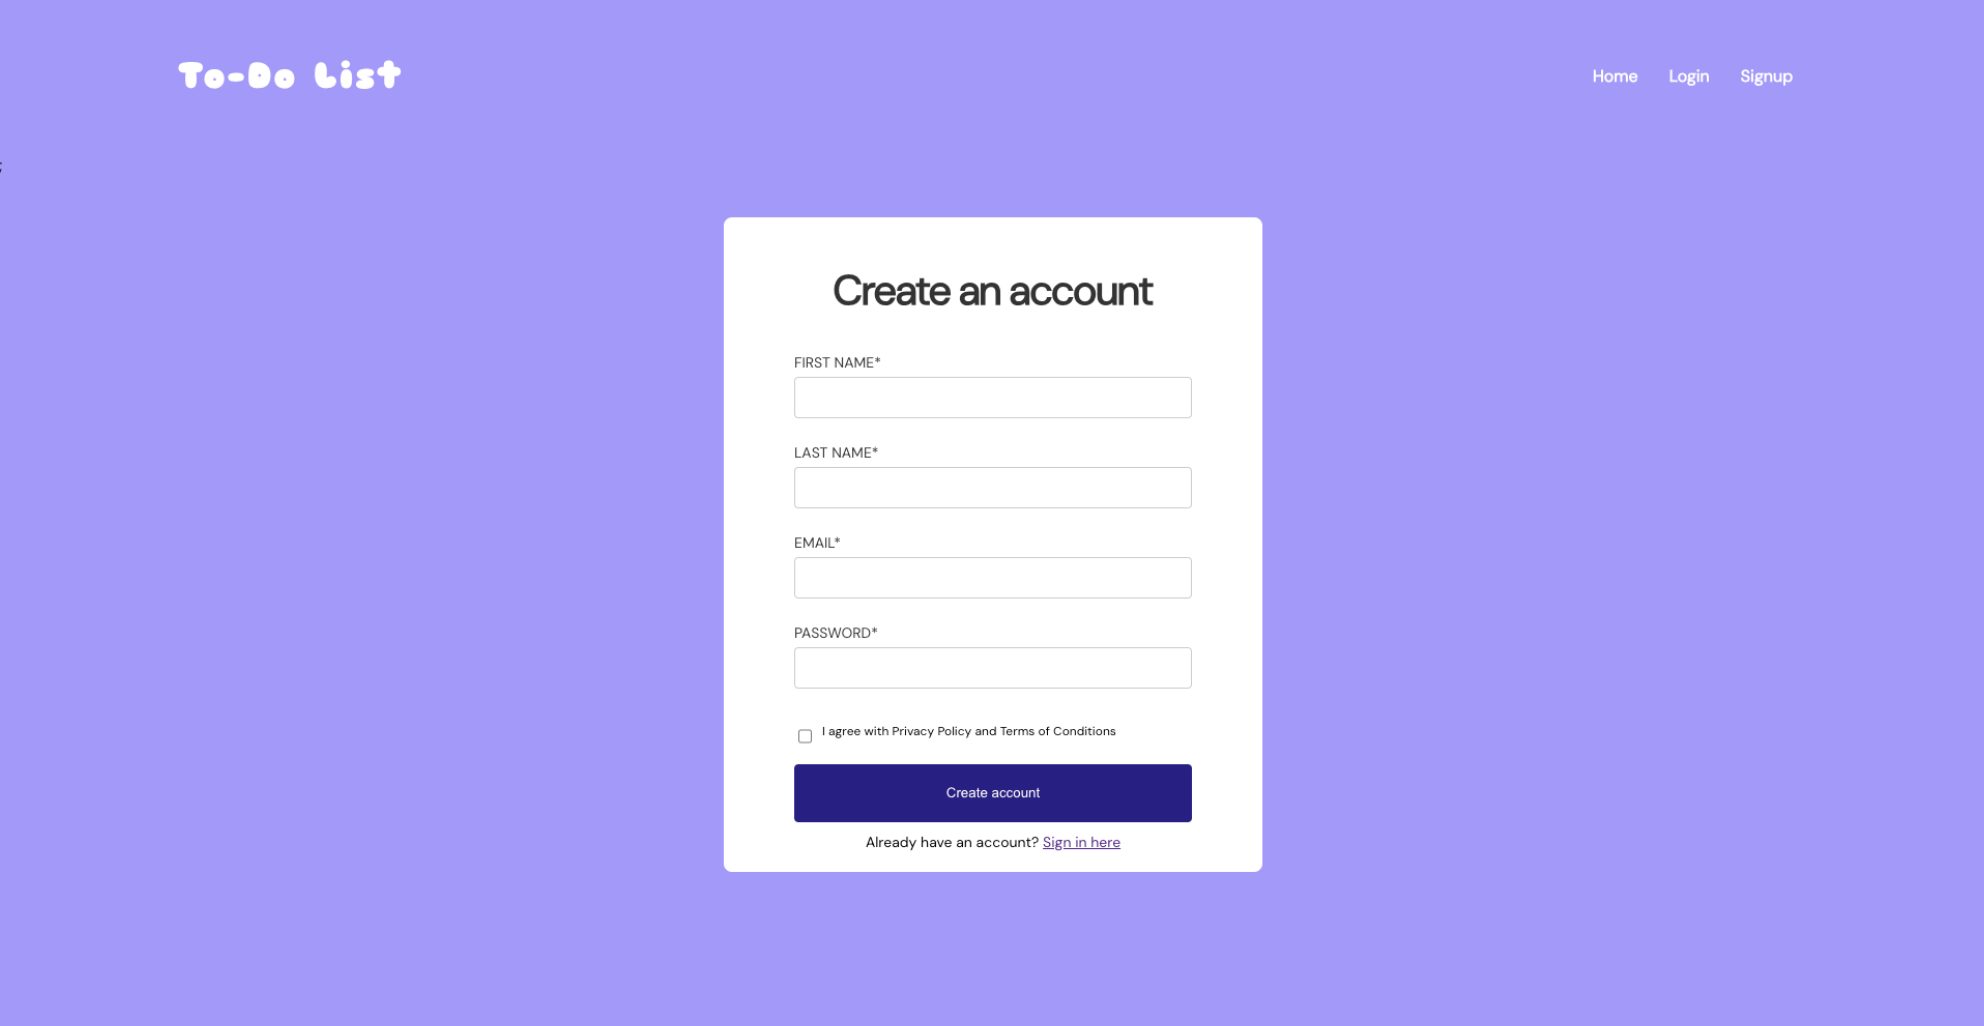 To-Do List
Home Login Signup
;
Create an account
FIRST NAME*
LAST NAME*
EMAIL*
PASSWORD*
I agree with Privacy Policy and Terms of Conditions
Create account
Already have an account? Sign in here